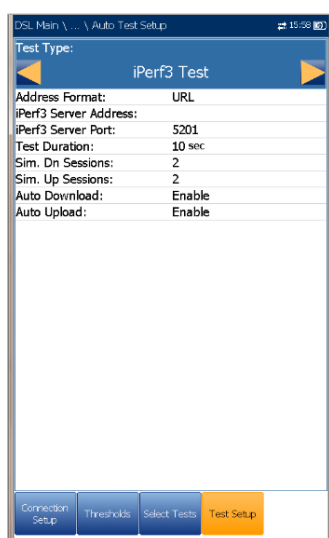 DSL Main \ ... \ Auto Test Setup 15:58
Test Type:
iPerf3 Test
Address Format: URL
iPerf3 Server Address:
iPerf3 Server Port: 5201
Test Duration: 10 sec
Sim. Dn Sessions: 2
Sim. Up Sessions: 2
Auto Download: Enable
Auto Upload: Enable
Connection
Setup
Thresholds
Select Tests
Test Setup